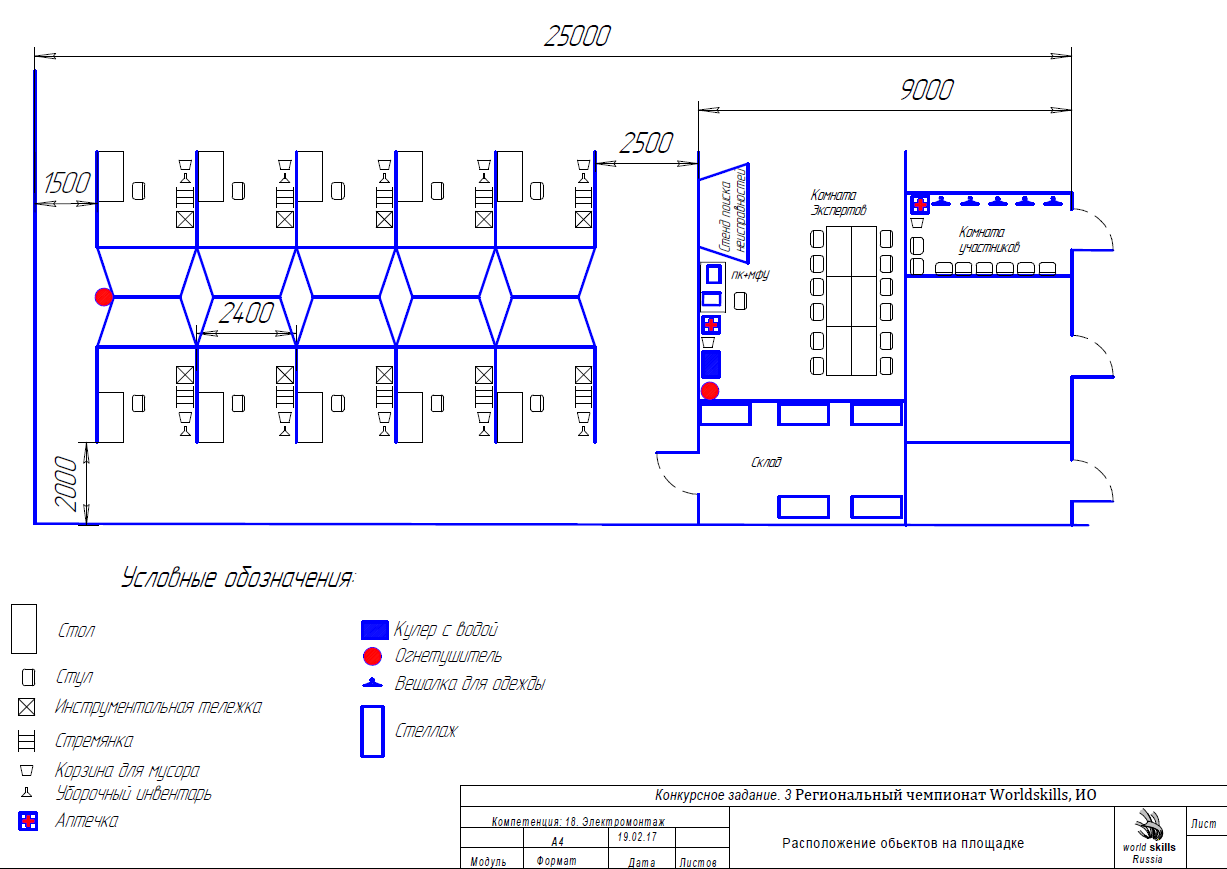 25000
9000
2500
1500
Стенд поиска
неисправностей
Комната
Экспертов
Комната
участников
пк+мфу
2400
Склад
2000
Условные обозначения:
Стол
Стул
Инструментальная тележка
Стремянка
Корзина для мусора
Уборочный инвентарь
Аптечка
Кулер с водой
Огнетушитель
Вешалка для одежды
Стеллаж
Конкурсное задание. 3 Региональный чемпионат Worldskills, ИО
Компетенция: 18. Электромонтаж
А4
19.02.17
Модуль
Формат
Дата
Листов
Расположение обьектов на площадке
world skills
Russia
Лист